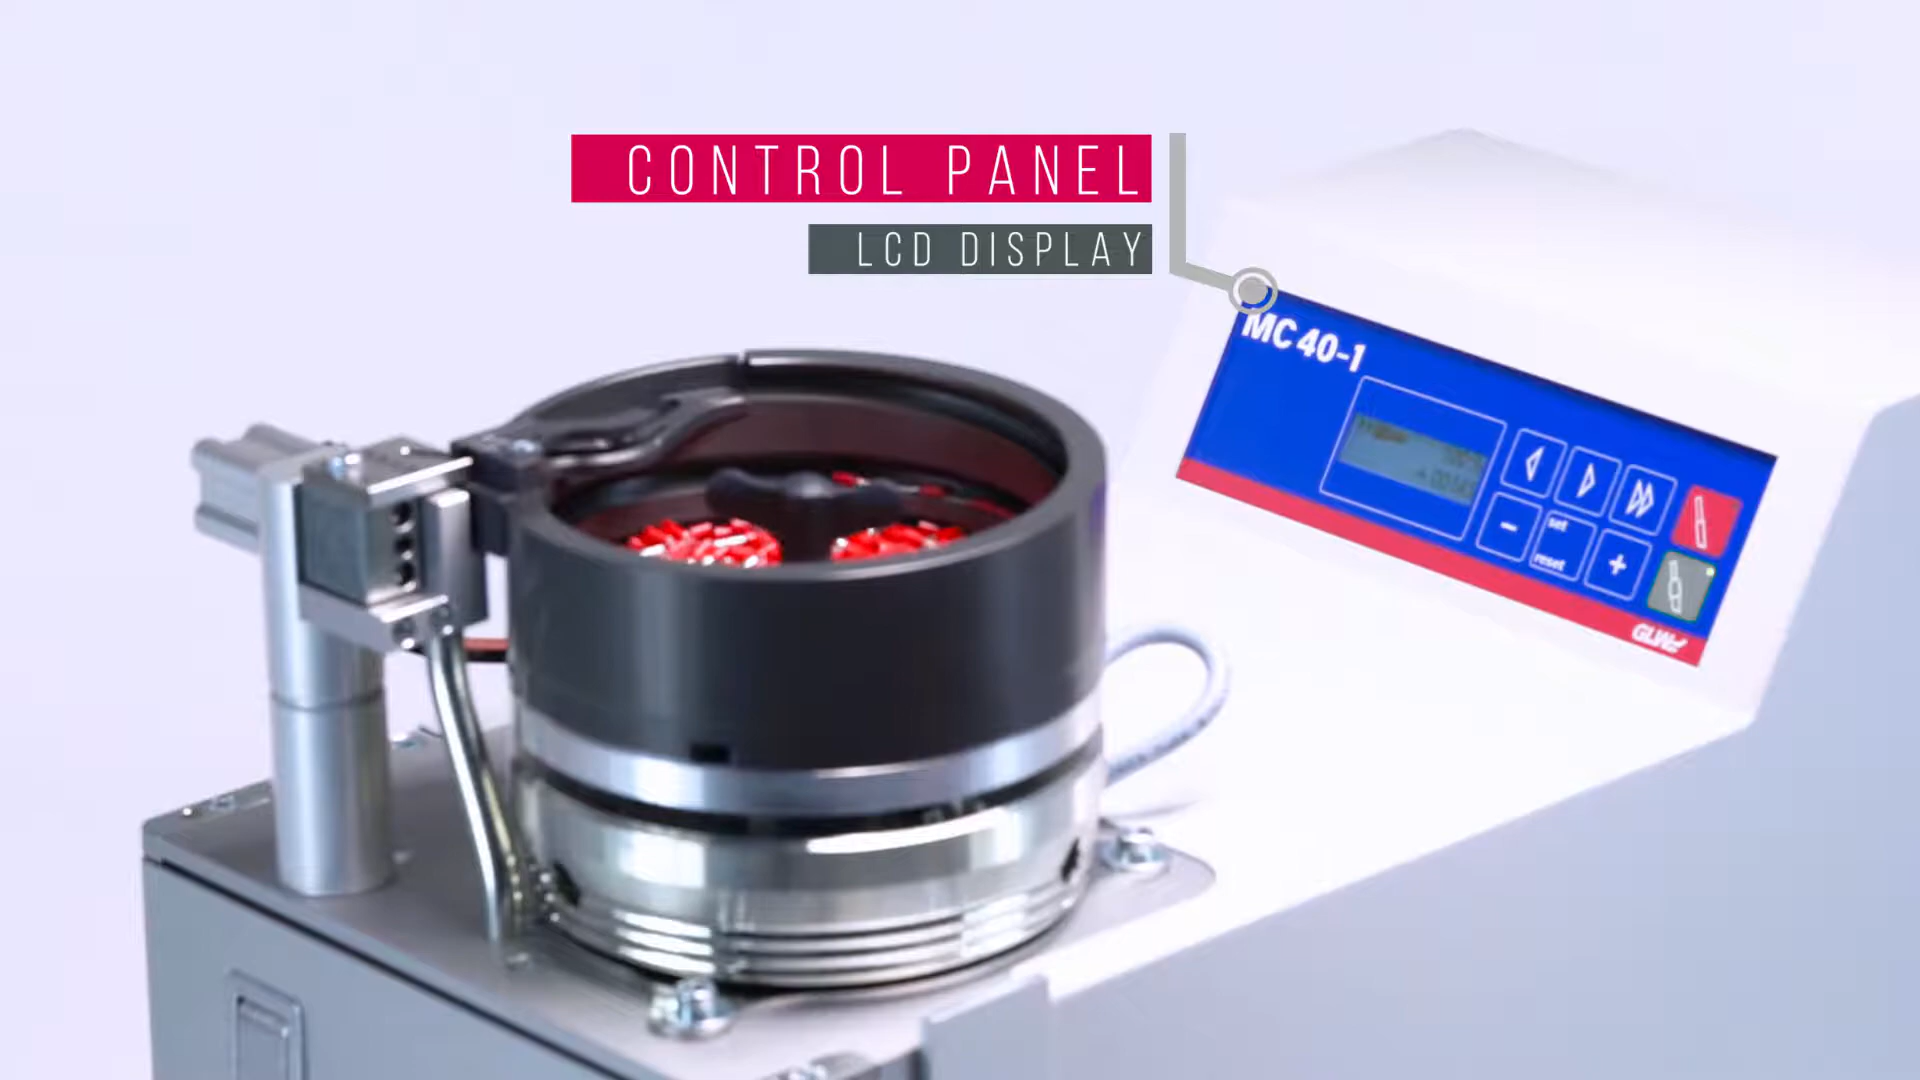 CONTROL PANEL
LCD DISPLAY
MC 40-1
set
reset
GLW